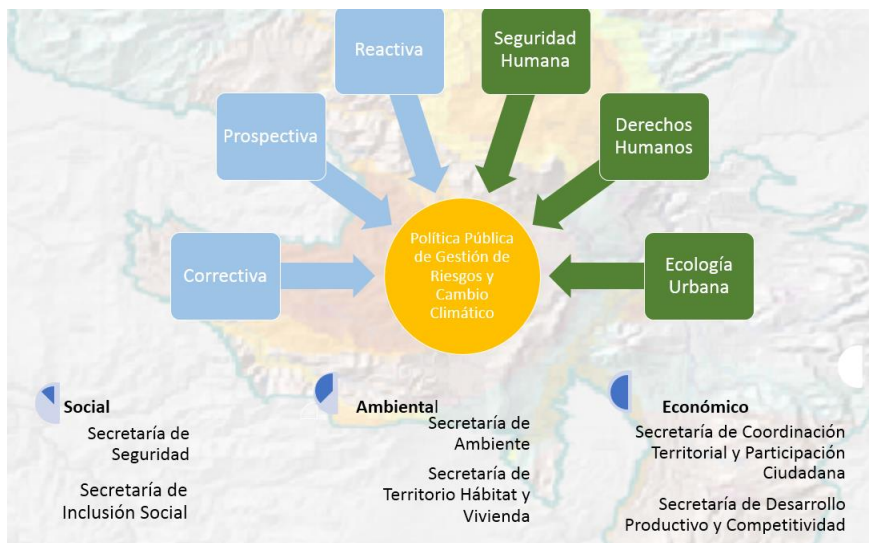 Reactiva
Seguridad
Humana
Prospectiva
Derechos
Humanos
Política Pública
de Gestión de
Riesgos y
Cambio
Climático
Correctiva
Ecología
Urbana
Social
Secretaría de
Seguridad
Secretaría de
Inclusión Social
Ambiental
Secretaría de
Ambiente
Secretaría de
Territorio Hábitat y
Vivienda
Económico
Secretaría de Coordinación
Territorial y Participación
Ciudadana
Secretaría de Desarrollo
Productivo y Competitividad